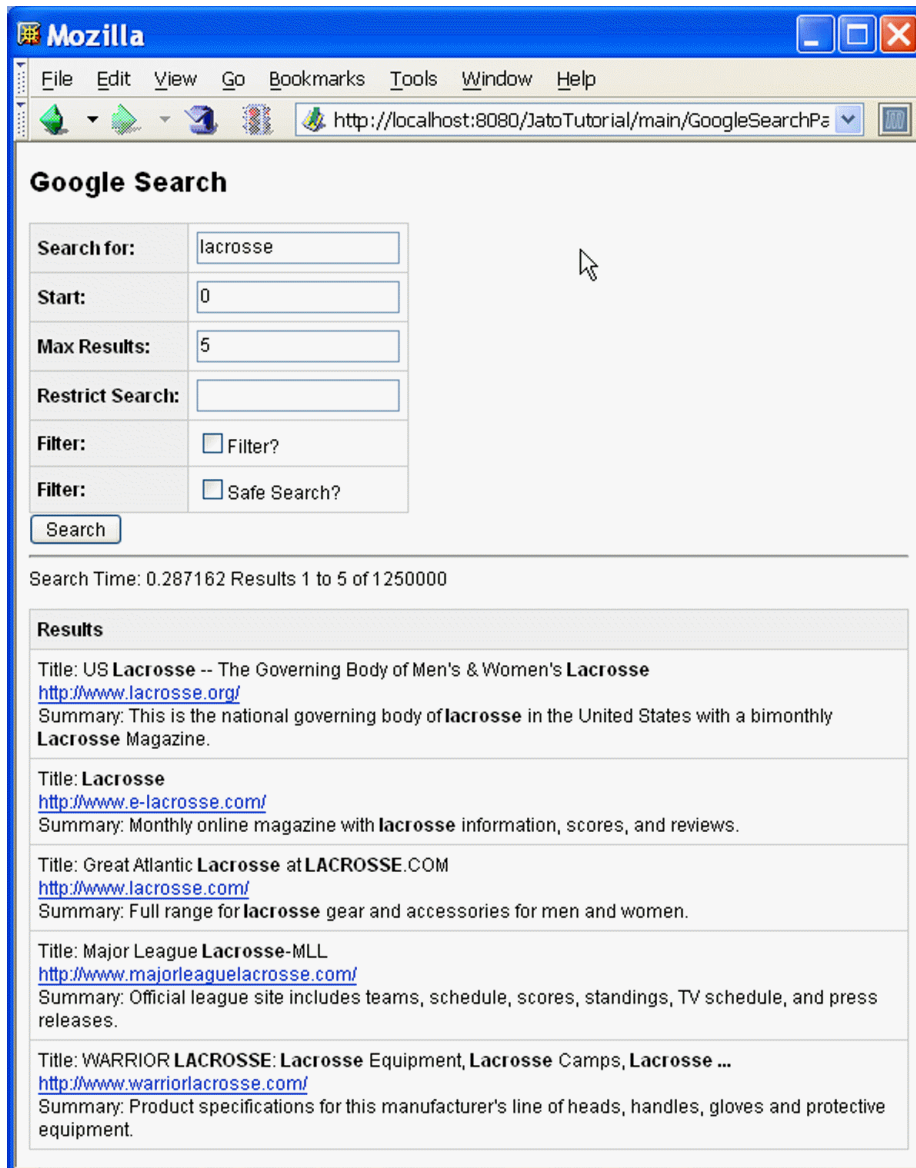 Mozilla
File Edit View Go Bookmarks Tools Window Help
http://localhost:8080/JatoTutorial/main/GoogleSearchPa
Google Search
Search for: lacrosse
Start: 0
Max Results: 5
Restrict Search:
Filter: Filter?
Filter: Safe Search?
Search
Search Time: 0.287162 Results 1 to 5 of 1250000
Results
Title: US Lacrosse -- The Governing Body of Men's & Women's Lacrosse
http://www.lacrosse.org/
Summary: This is the national governing body of lacrosse in the United States with a bimonthly
Lacrosse Magazine.
Title: Lacrosse
http://www.e-lacrosse.com/
Summary: Monthly online magazine with lacrosse information, scores, and reviews.
Title: Great Atlantic Lacrosse at LACROSSE.COM
http://www.lacrosse.com/
Summary: Full range for lacrosse gear and accessories for men and women.
Title: Major League Lacrosse-MLL
http://www.majorleaguelacrosse.com/
Summary: Official league site includes teams, schedule, scores, standings, TV schedule, and press
releases.
Title: WARRIOR LACROSSE: Lacrosse Equipment, Lacrosse Camps, Lacrosse ...
http://www.warriorlacrosse.com/
Summary: Product specifications for this manufacturer's line of heads, handles, gloves and protective
equipment.